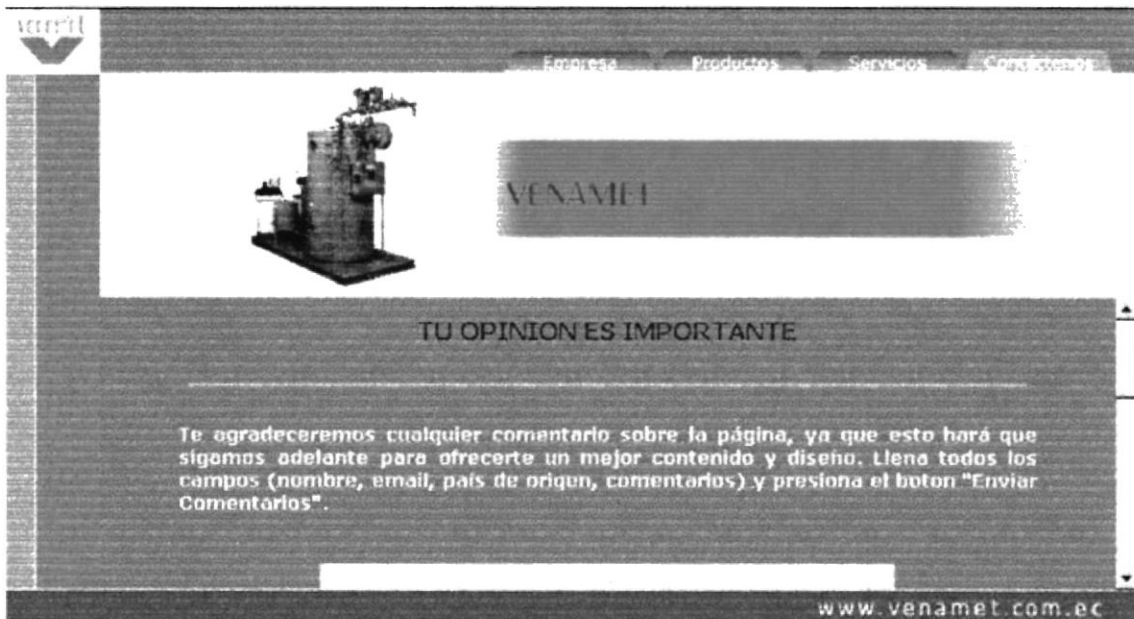 Venamet
Empresa Productos Servicios Contáctenos
VENAMET
TU OPINION ES IMPORTANTE
Te agradeceremos cualquier comentario sobre la página, ya que esto hará que
sigamos adelante para ofrecerte un mejor contenido y diseño. Llena todos los
campos (nombre, email, país de origen, comentarios) y presiona el boton "Enviar
Comentarios".
www.venamet.com.ec